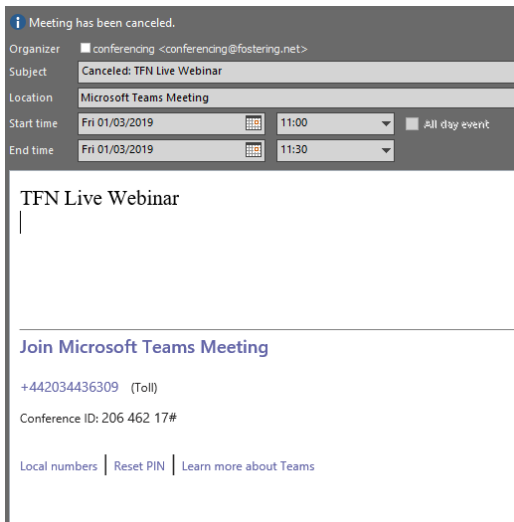 Meeting has been canceled.
Organizer conferencing <conferencing@fostering.net>
Subject Canceled: TFN Live Webinar
Location Microsoft Teams Meeting
Start time Fri 01/03/2019 11:00 All day event
End time Fri 01/03/2019 11:30
TFN Live Webinar
Join Microsoft Teams Meeting
+442034436309 (Toll)
Conference ID: 206 462 17#
Local numbers | Reset PIN | Learn more about Teams